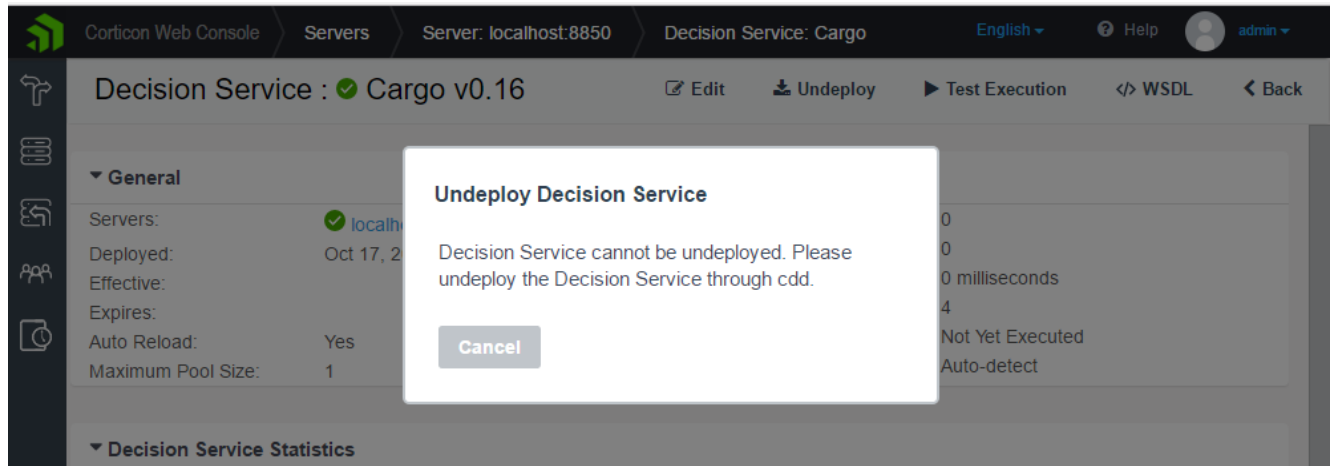 Corticon Web Console Servers Server: localhost:8850 Decision Service: Cargo English Help admin
Decision Service : Cargo v0.16 Edit Undeploy Test Execution </> WSDL Back
General
Undeploy Decision Service
Servers: 0
Deployed: Oct 17, 0
Decision Service cannot be undeployed. Please
undeploy the Decision Service through cdd.
Effective: 0 milliseconds
Expires: 4
Auto Reload: Yes Not Yet Executed
Cancel
Maximum Pool Size: 1 Auto-detect
Decision Service Statistics